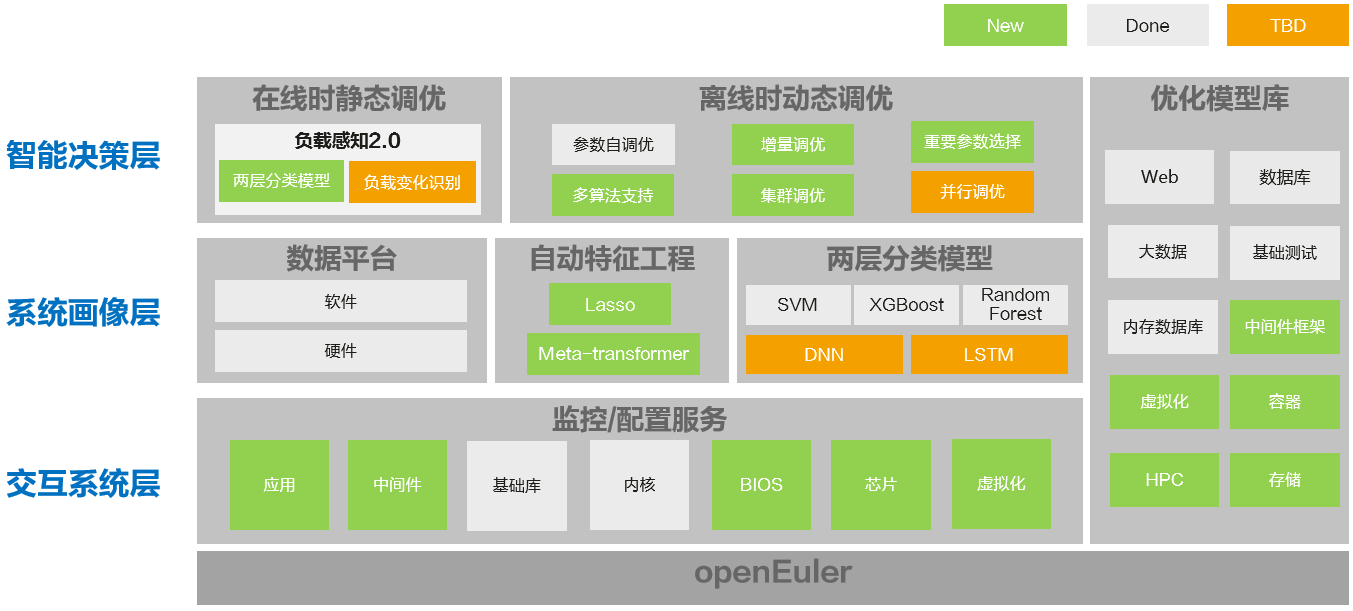 New
Done
TBD
智能决策层
在线时静态调优
负载感知2.0
两层分类模型
负载变化识别
离线时动态调优
参数自调优
增量调优
重要参数选择
多算法支持
集群调优
并行调优
优化模型库
Web
数据库
大数据
基础测试
内存数据库
中间件框架
虚拟化
容器
HPC
存储
系统画像层
数据平台
软件
硬件
自动特征工程
Lasso
Meta-transformer
两层分类模型
SVM
XGBoost
Random
Forest
DNN
LSTM
交互系统层
监控/配置服务
应用
中间件
基础库
内核
BIOS
芯片
虚拟化
openEuler